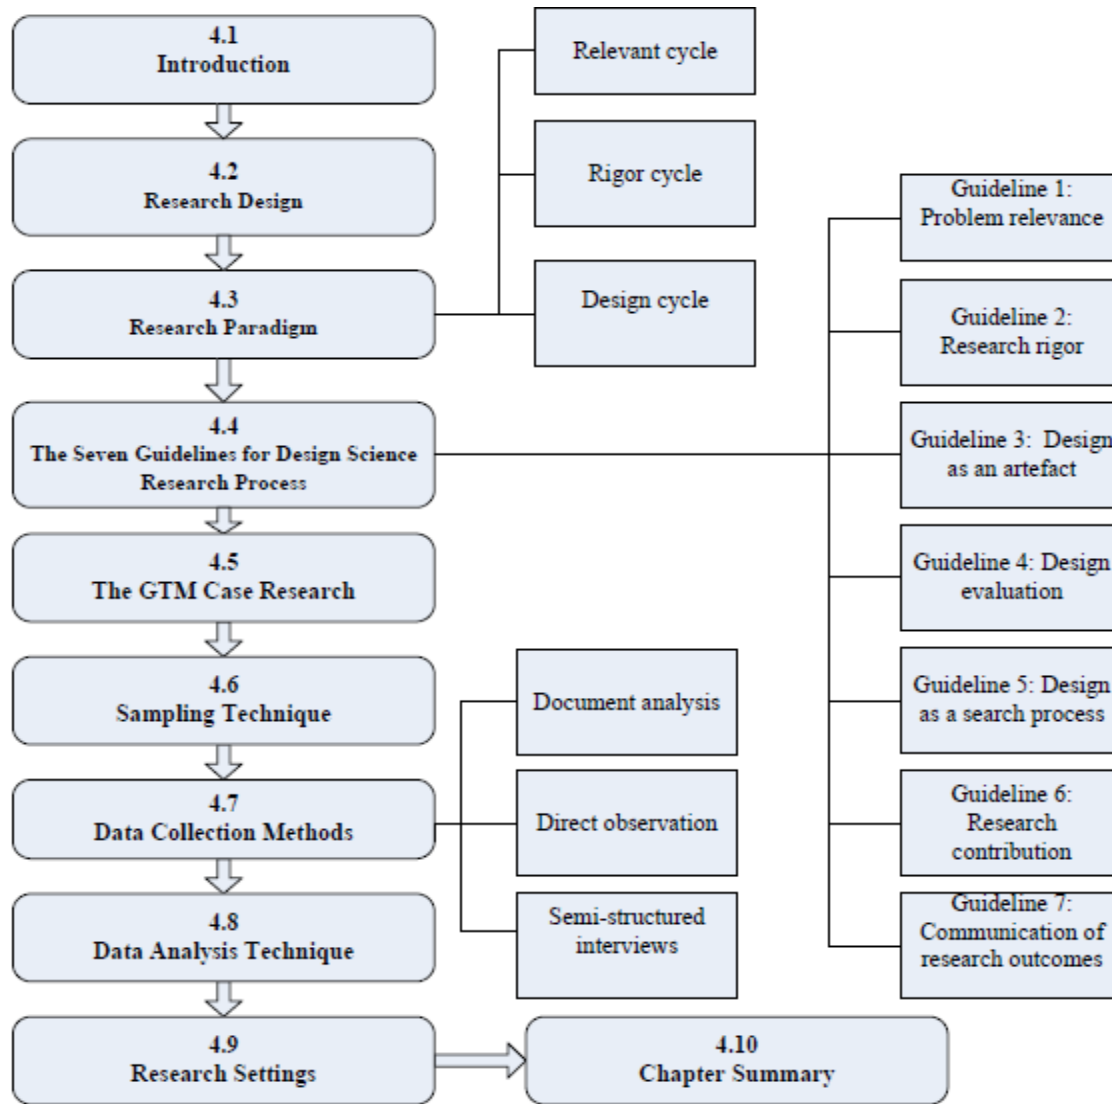 4.1
Introduction
4.2
Research Design
4.3
Research Paradigm
4.4
The Seven Guidelines for Design Science
Research Process
4.5
The GTM Case Research
4.6
Sampling Technique
4.7
Data Collection Methods
4.8
Data Analysis Technique
4.9
Research Settings
4.10
Chapter Summary
Relevant cycle
Rigor cycle
Design cycle
Document analysis
Direct observation
Semi-structured
interviews
Guideline 1:
Problem relevance
Guideline 2:
Research rigor
Guideline 3: Design
as an artefact
Guideline 4: Design
evaluation
Guideline 5: Design
as a search process
Guideline 6:
Research
contribution
Guideline 7:
Communication of
research outcomes